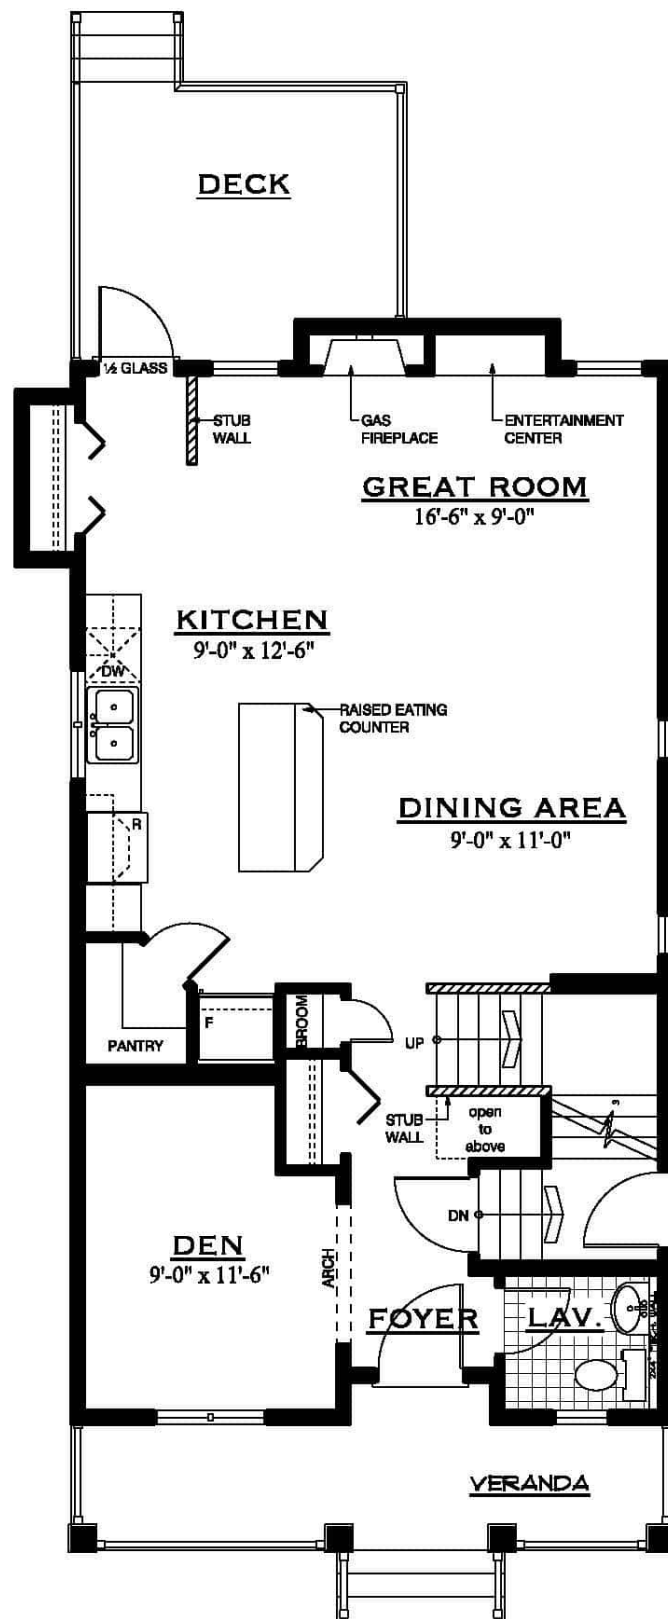 DECK
½ GLASS
STUB
WALL
GAS
FIREPLACE
ENTERTAINMENT
CENTER
GREAT ROOM
16'-6" x 9'-0"
KITCHEN
9'-0" x 12'-6"
DW
RAISED EATING
COUNTER
DINING AREA
9'-0" x 11'-0"
R
PANTRY
F
BROOM
UP
STUB
WALL
open
to
above
3
DN
DEN
9'-0" x 11'-6"
ARCH
FOYER
LAV.
VERANDA